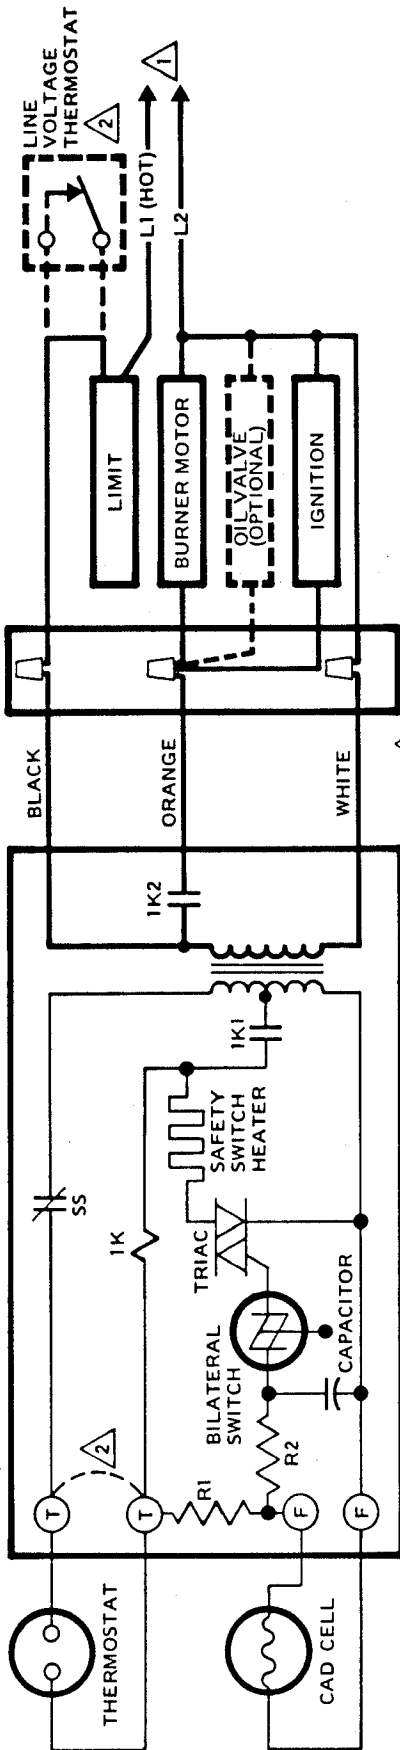 THERMOSTAT
CAD CELL
T
T
F
F
2
R1
R2
SS
1K
BILATERAL
SWITCH
CAPACITOR
TRIAC
SAFETY
SWITCH
HEATER
1K1
1K2
BLACK
ORANGE
WHITE
LIMIT
BURNER MOTOR
OIL VALVE
(OPTIONAL)
IGNITION
L1 (HOT)
L2
LINE
VOLTAGE
THERMOSTAT
2
1